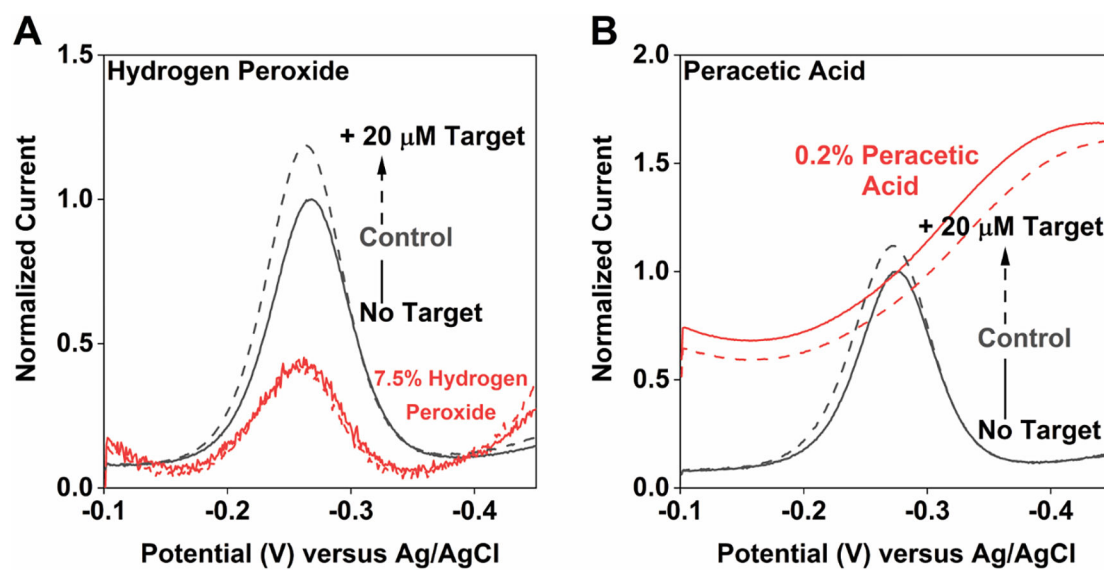 A
Hydrogen Peroxide
+ 20 μM Target
Control
No Target
7.5% Hydrogen
Peroxide
Normalized Current
1.5
1.0
0.5
0.0
-0.1
-0.2
-0.3
-0.4
Potential (V) versus Ag/AgCl
B
Peracetic Acid
0.2% Peracetic
Acid
+ 20 μM Target
Control
No Target
Normalized Current
2.0
1.5
1.0
0.5
0.0
-0.1
-0.2
-0.3
-0.4
Potential (V) versus Ag/AgCl